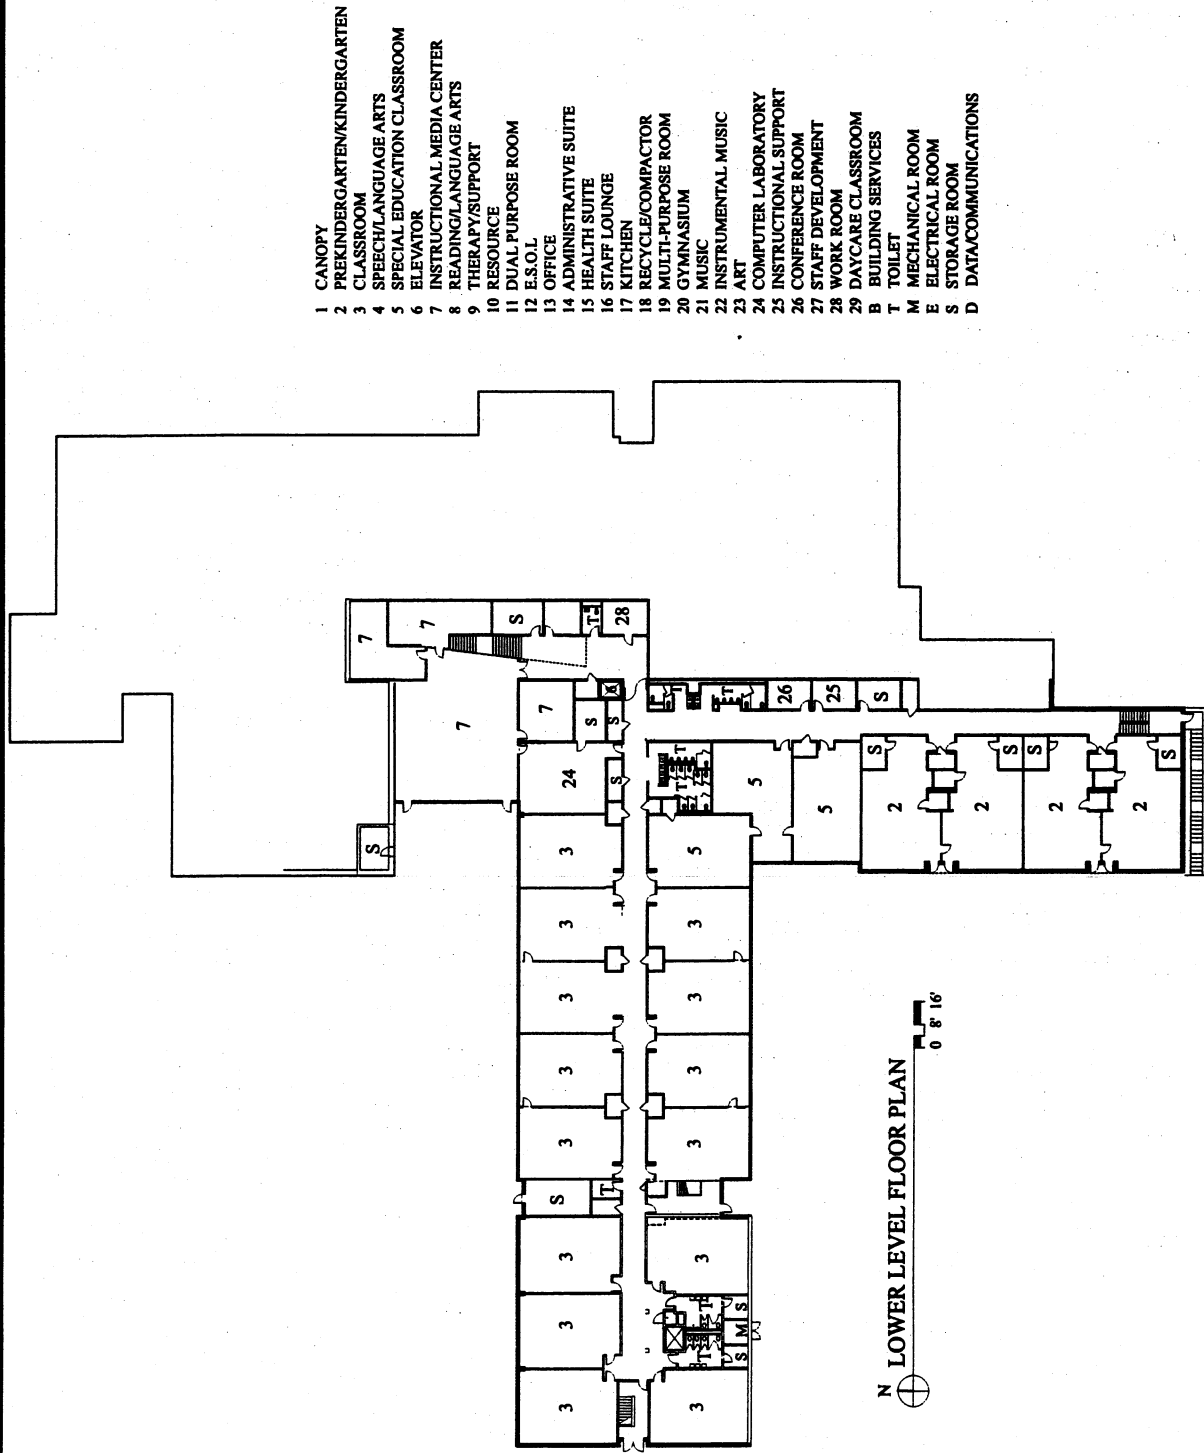 S
7
7
7
S
7
24
3
3
3
3
3
3
3
3
S
T
S
S
S
T
28
3
3
3
3
3
3
5
T
T
S
M
S
T
T
T
T
26
25
S
5
5
2
2
2
2
S
S
S
S
N
LOWER LEVEL FLOOR PLAN
0 8' 16'
1 CANOPY
2 PREKINDERGARTEN/KINDERGARTEN
3 CLASSROOM
4 SPEECH/LANGUAGE ARTS
5 SPECIAL EDUCATION CLASSROOM
6 ELEVATOR
7 INSTRUCTIONAL MEDIA CENTER
8 READING/LANGUAGE ARTS
9 THERAPY/SUPPORT
10 RESOURCE
11 DUAL PURPOSE ROOM
12 E.S.O.L
13 OFFICE
14 ADMINISTRATIVE SUITE
15 HEALTH SUITE
16 STAFF LOUNGE
17 KITCHEN
18 RECYCLE/COMPACTOR
19 MULTI-PURPOSE ROOM
20 GYMNASIUM
21 MUSIC
22 INSTRUMENTAL MUSIC
23 ART
24 COMPUTER LABORATORY
25 INSTRUCTIONAL SUPPORT
26 CONFERENCE ROOM
27 STAFF DEVELOPMENT
28 WORK ROOM
29 DAYCARE CLASSROOM
B BUILDING SERVICES
T TOILET
M MECHANICAL ROOM
E ELECTRICAL ROOM
S STORAGE ROOM
D DATA/COMMUNICATIONS